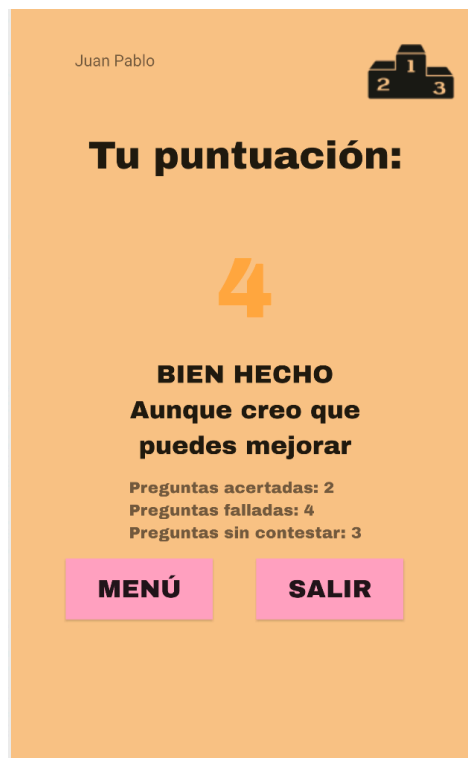 Juan Pablo
1
2
3
Tu puntuación:
4
BIEN HECHO
Aunque creo que
puedes mejorar
Preguntas acertadas: 2
Preguntas falladas: 4
Preguntas sin contestar: 3
MENÚ
SALIR